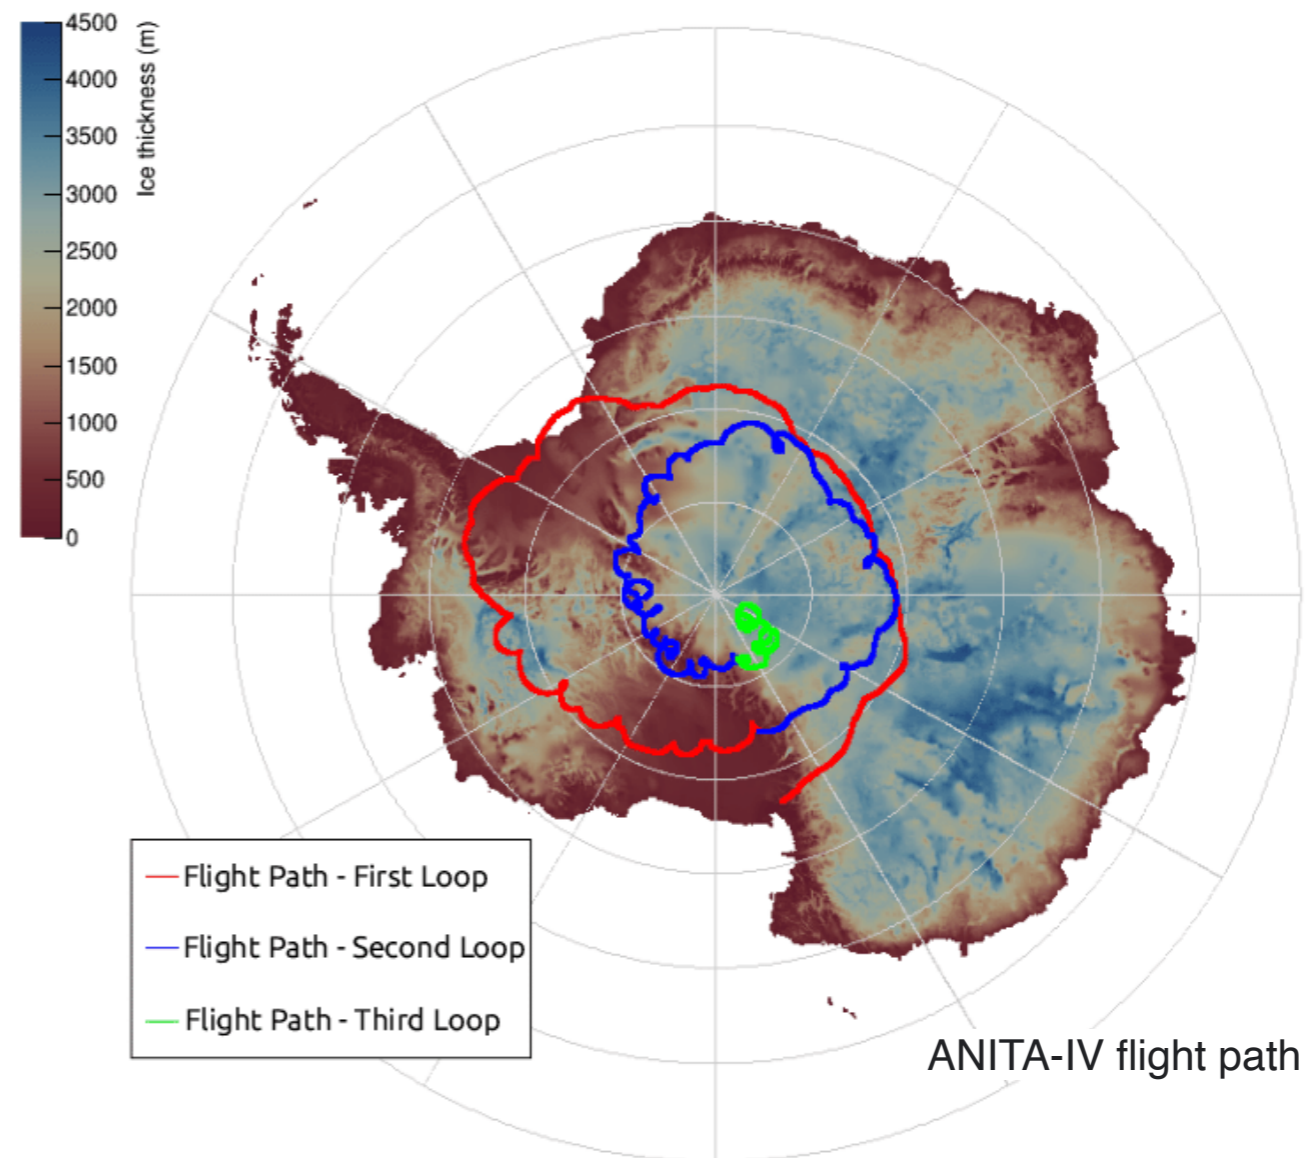 4500
4000
3500
3000
2500
2000
1500
1000
500
0
Ice thickness (m)
Flight Path - First Loop
Flight Path - Second Loop
Flight Path - Third Loop
ANITA-IV flight path